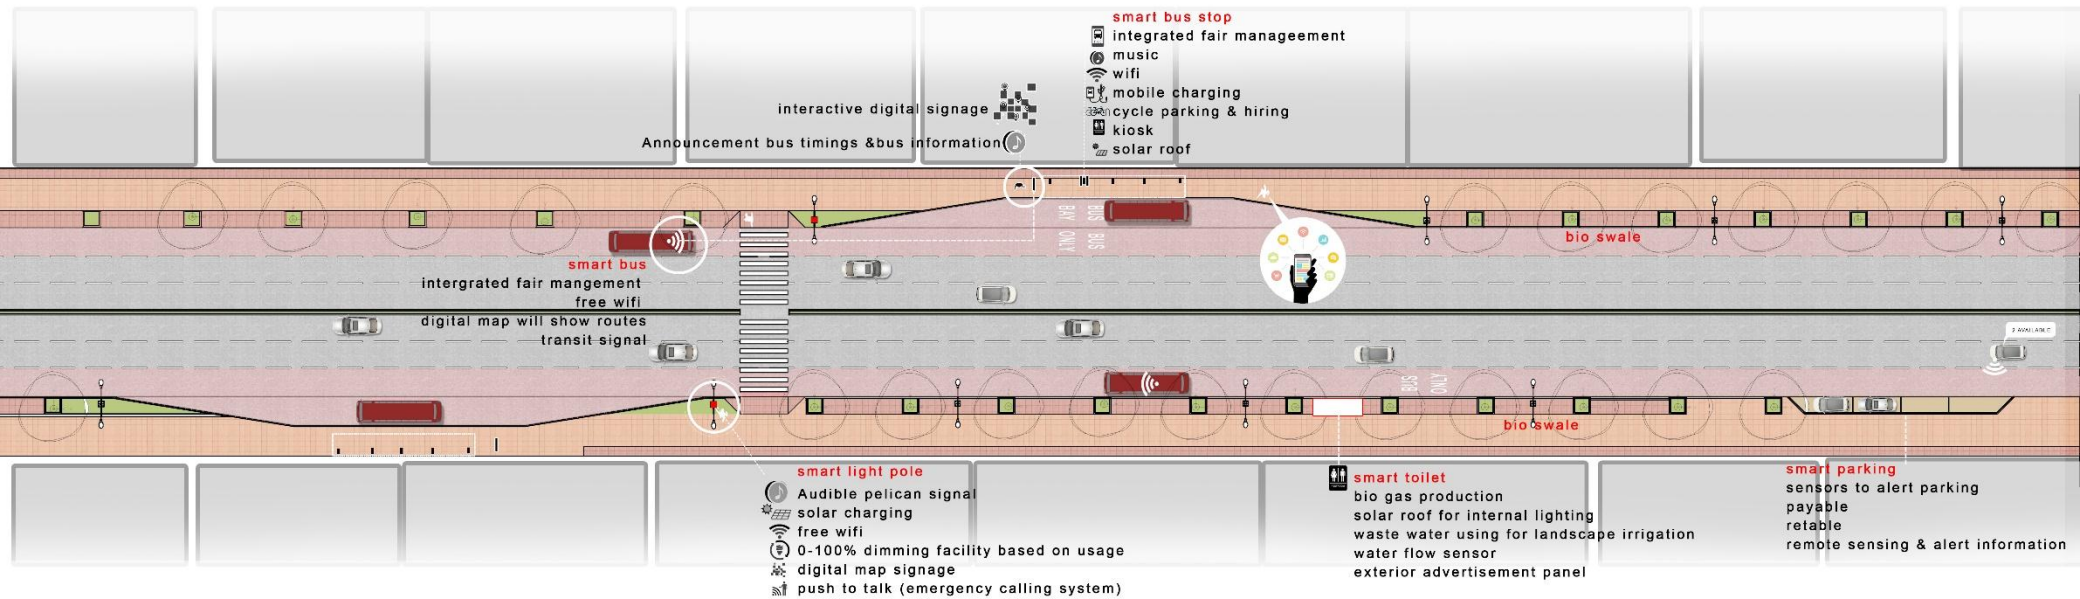 smart bus stop
integrated fair manageement
music
wifi
mobile charging
cycle parking & hiring
kiosk
solar roof
interactive digital signage
Announcement bus timings &bus information
BUS BAY
BUS ONLY
bio swale
smart bus
intergrated fair mangement
free wifi
digital map will show routes
transit signal
2 AVAILABLE
BUS ONLY
bio swale
smart light pole
Audible pelican signal
solar charging
free wifi
0-100% dimming facility based on usage
digital map signage
push to talk (emergency calling system)
smart toilet
bio gas production
solar roof for internal lighting
waste water using for landscape irrigation
water flow sensor
exterior advertisement panel
smart parking
sensors to alert parking
payable
retable
remote sensing & alert information